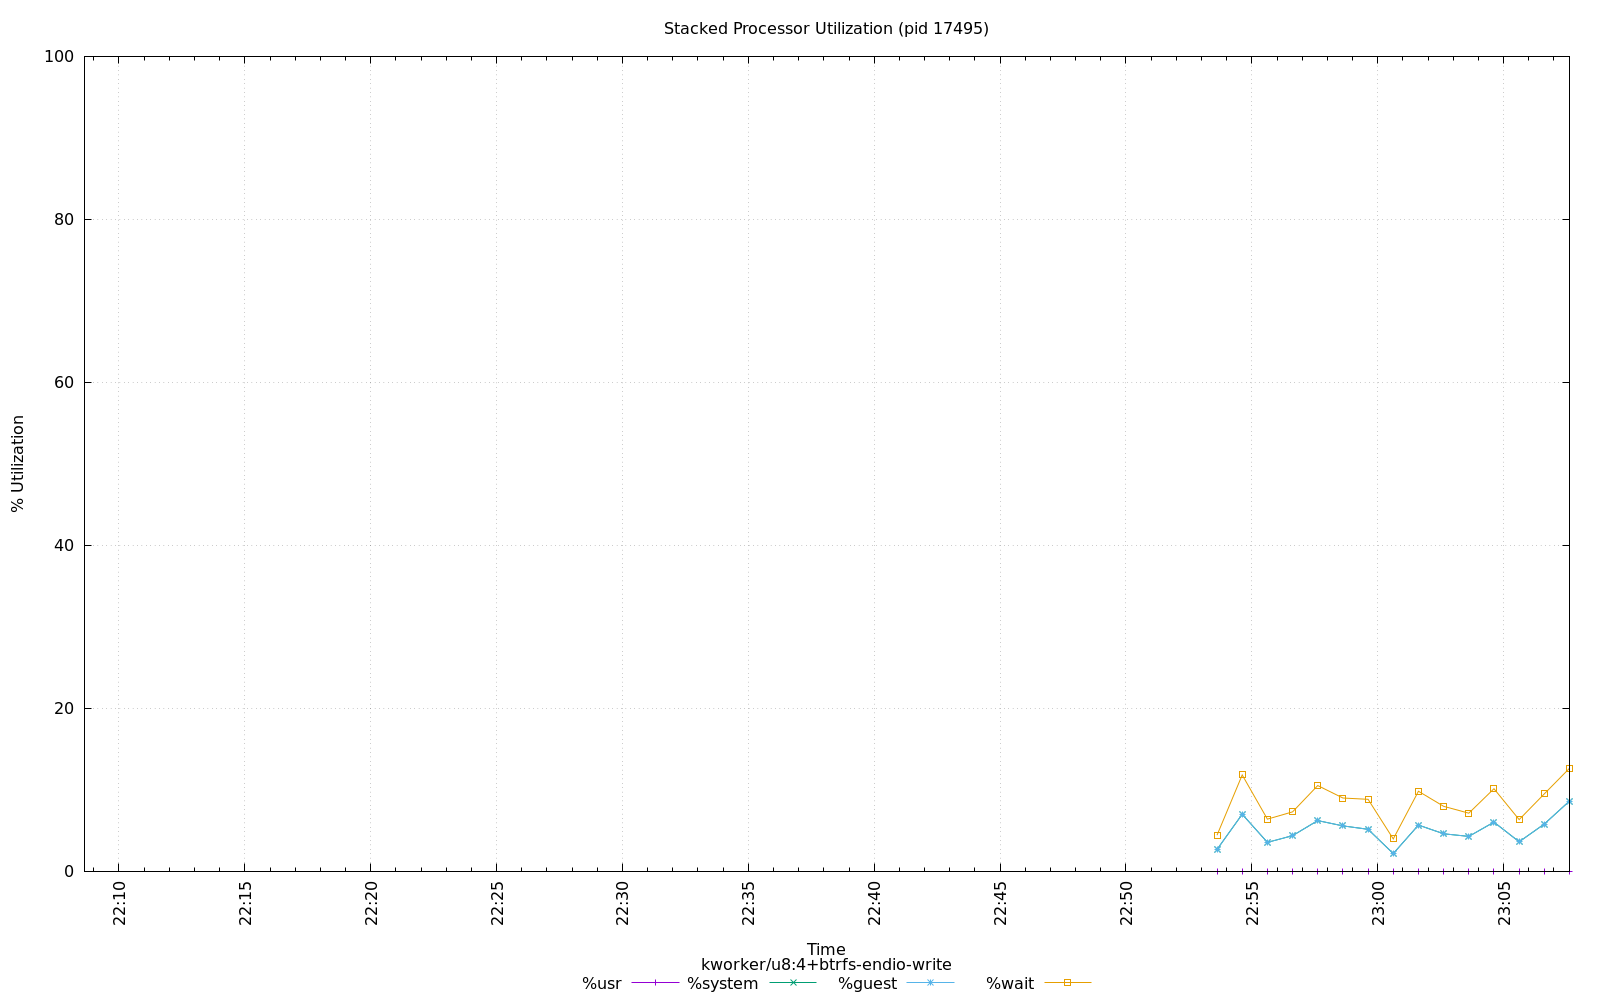 Stacked Processor Utilization (pid 17495)
100
80
60
40
20
0
% Utilization
22:10 22:15 22:20 22:25 22:30 22:35 22:40 22:45 22:50 22:55 23:00 23:05
Time
kworker/u8:4+btrfs-endio-write
%usr %system %guest %wait